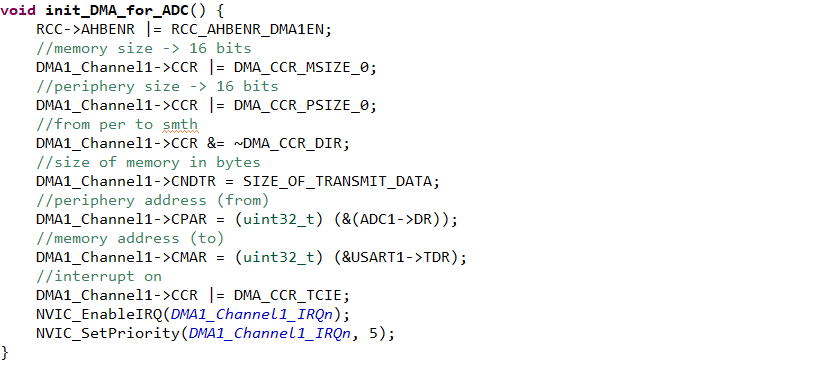 void init_DMA_for_ADC() {
    RCC->AHBENR |= RCC_AHBENR_DMA1EN;
    //memory size -> 16 bits
    DMA1_Channel1->CCR |= DMA_CCR_MSIZE_0;
    //periphery size -> 16 bits
    DMA1_Channel1->CCR |= DMA_CCR_PSIZE_0;
    //from per to smth
    DMA1_Channel1->CCR &= ~DMA_CCR_DIR;
    //size of memory in bytes
    DMA1_Channel1->CNDTR = SIZE_OF_TRANSMIT_DATA;
    //periphery address (from)
    DMA1_Channel1->CPAR = (uint32_t) (&(ADC1->DR));
    //memory address (to)
    DMA1_Channel1->CMAR = (uint32_t) (&USART1->TDR);
    //interrupt on
    DMA1_Channel1->CCR |= DMA_CCR_TCIE;
    NVIC_EnableIRQ(DMA1_Channel1_IRQn);
    NVIC_SetPriority(DMA1_Channel1_IRQn, 5);
}